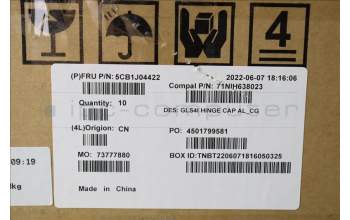 4
(P)FRU P/N: 5CB1J04422
2022-06-07 18:16:06
Compal P/N: 71NIH638023
Quantity: 10
DES: GLS4I HINGE CAP AL_CG
(4L)Origion: CN
PO: 4501799581
MO: 73777880
BOX ID: TNBT2206071816050325
Made in China
09:19
kg